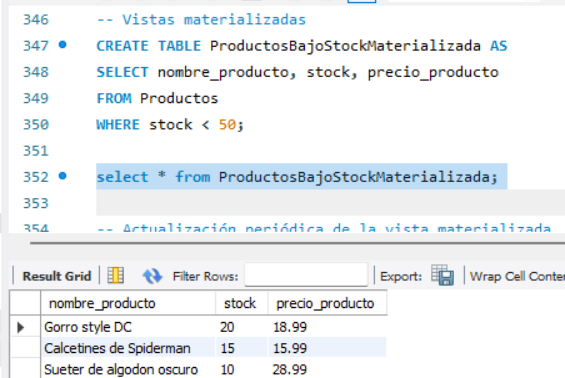 346 -- Vistas materializadas
347 CREATE TABLE ProductosBajoStockMaterializada AS
348 SELECT nombre_producto, stock, precio_producto
349 FROM Productos
350 WHERE stock < 50;
351
352 select * from ProductosBajoStockMaterializada;
353
354 -- Actualización periódica de la vista materializada
Result Grid Filter Rows: Export: Wrap Cell Conte
nombre_producto stock precio_producto
Gorro style DC 20 18.99
Calcetines de Spiderman 15 15.99
Sueter de algodon oscuro 10 28.99